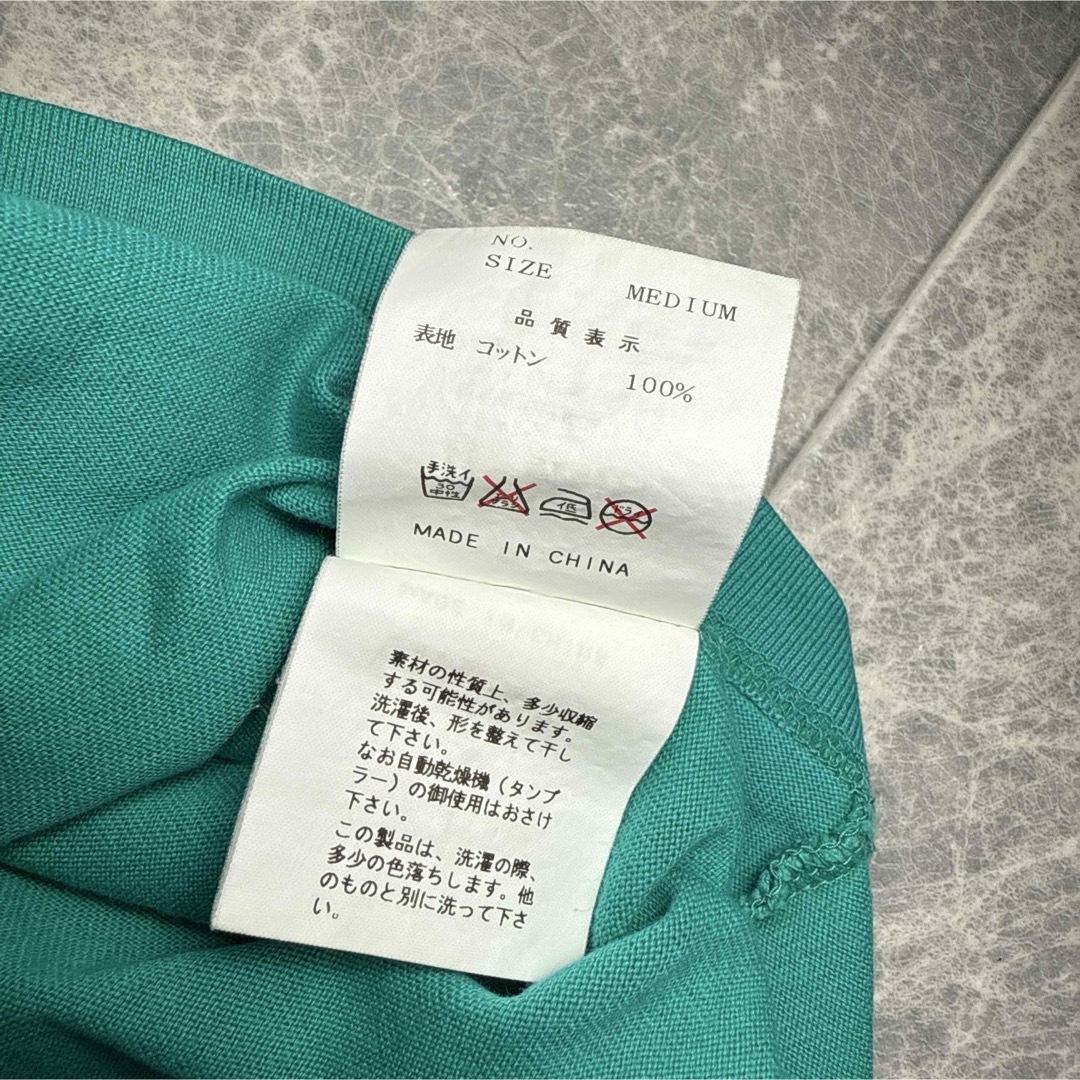 NO.
SIZE
MEDIUM
品質表示
表地 コットン
100%
手洗イ
30
中性
低
ドライ
MADE IN CHINA
素材の性質上、多少収縮
する可能性があります。
洗濯後、形を整えて干し
て下さい。
なお自動乾燥機（タンブ
ラー）の御使用はおさけ
下さい。
この製品は、洗濯の際、
多少の色落ちします。他
のものと別に洗って下さ
い。